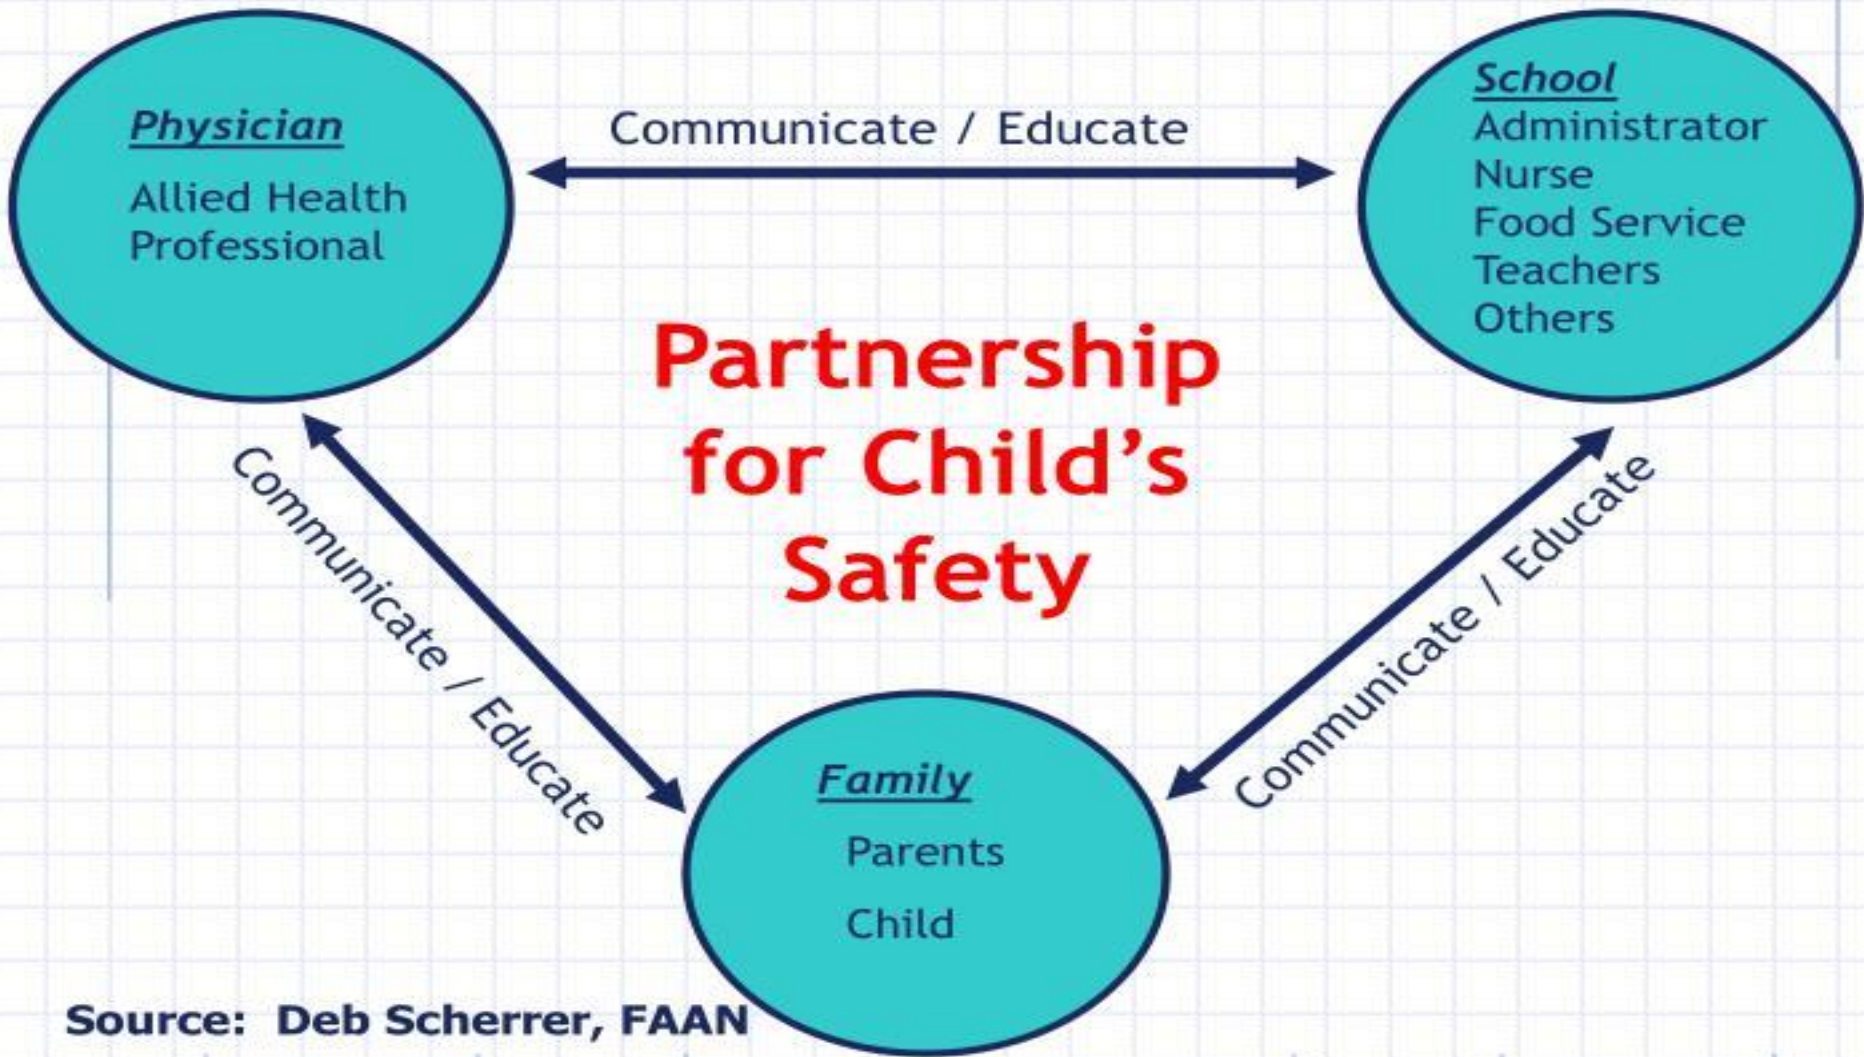 Physician
Allied Health
Professional
Communicate / Educate
School
Administrator
Nurse
Food Service
Teachers
Others
Partnership
for Child’s
Safety
Communicate / Educate
Communicate / Educate
Family
Parents
Child
Source: Deb Scherrer, FAAN